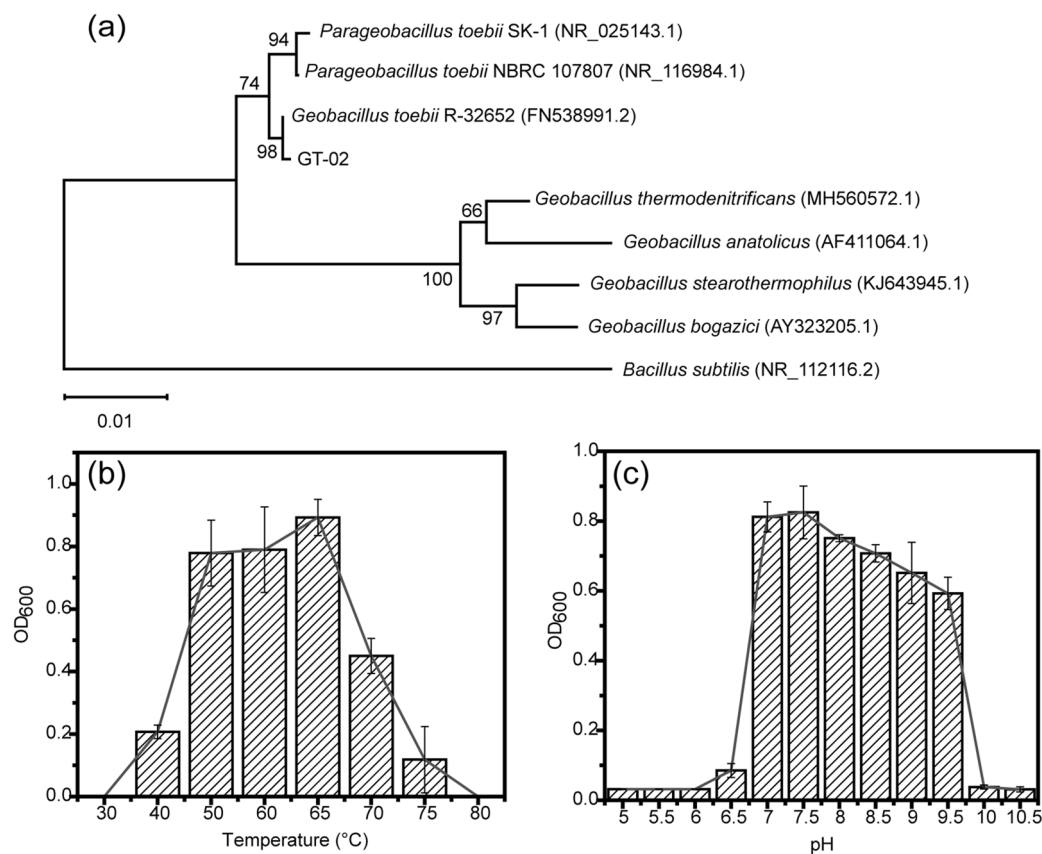 (a)
94
Parageobacillus toebii SK-1 (NR_025143.1)
Parageobacillus toebii NBRC 107807 (NR_116984.1)
74
Geobacillus toebii R-32652 (FN538991.2)
98
GT-02
Geobacillus thermodenitrificans (MH560572.1)
66
Geobacillus anatolicus (AF411064.1)
100
Geobacillus stearothermophilus (KJ643945.1)
97
Geobacillus bogazici (AY323205.1)
Bacillus subtilis (NR_112116.2)
0.01
(b)
1.0
0.8
0.6
0.4
0.2
0.0
OD600
30 40 50 60 65 70 75 80
Temperature (°C)
(c)
1.0
0.8
0.6
0.4
0.2
0.0
OD600
5 5.5 6 6.5 7 7.5 8 8.5 9 9.5 10 10.5
pH